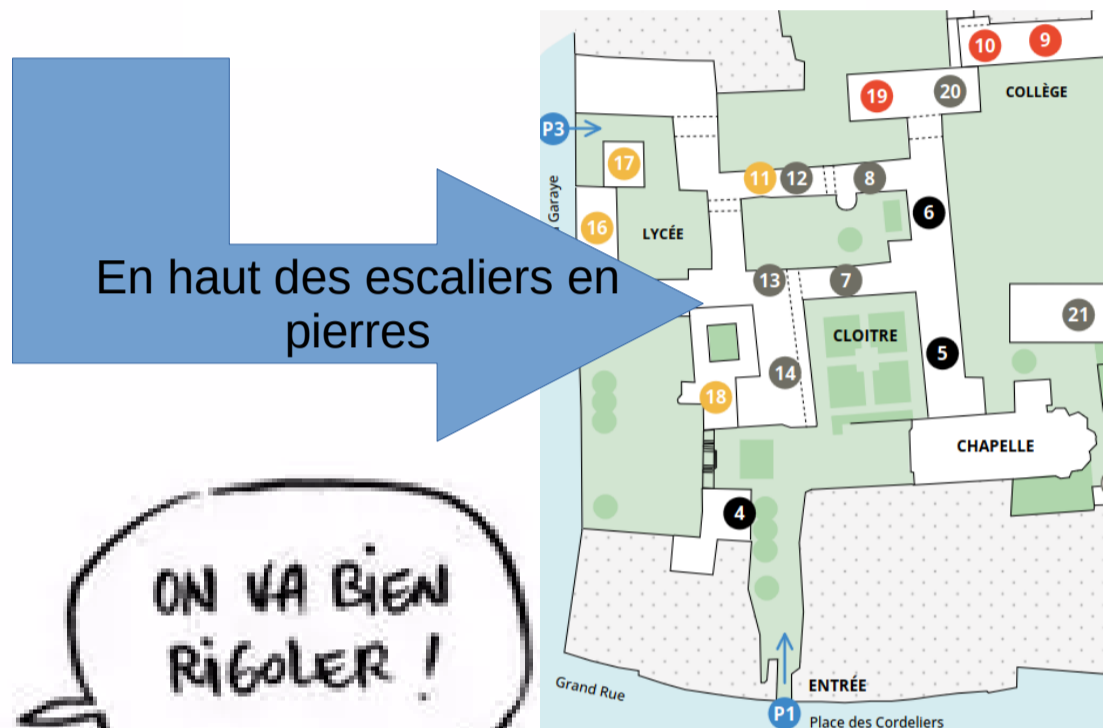 En haut des escaliers en
pierres
ON VA BIEN
RIGOLER !
10
9
19
20
COLLÈGE
P3
17
11
12
8
Garaye
16
LYCÉE
6
13
7
21
CLOITRE
5
14
18
CHAPELLE
4
Grand Rue
ENTRÉE
P1
Place des Cordeliers